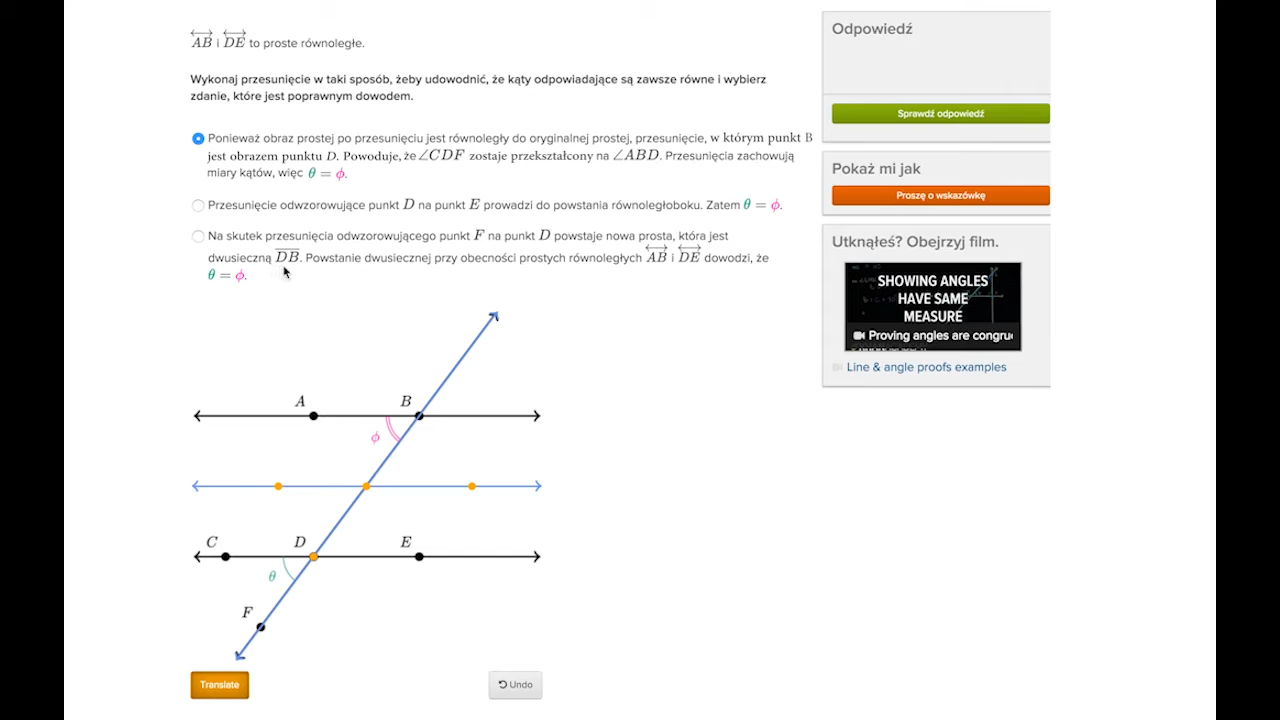 AB i DE to proste równoległe.
Wykonaj przesunięcie w taki sposób, żeby udowodnić, że kąty odpowiadające są zawsze równe i wybierz
zdanie, które jest poprawnym dowodem.
Ponieważ obraz prostej po przesunięciu jest równoległy do oryginalnej prostej, przesunięcie, w którym punkt B
jest obrazem punktu D. Powoduje, że ∠CDF zostaje przekształcony na ∠ABD. Przesunięcia zachowują
miary kątów, więc θ = ϕ.
Przesunięcie odwzorowujące punkt D na punkt E prowadzi do powstania równoległoboku. Zatem θ = ϕ.
Na skutek przesunięcia odwzorowującego punkt F na punkt D powstaje nowa prosta, która jest
dwusieczną DB. Powstanie dwusiecznej przy obecności prostych równoległych AB i DE dowodzi, że
θ = ϕ.
A B
ϕ
C D E
θ
F
Translate
Undo
Odpowiedź
Sprawdź odpowiedź
Pokaż mi jak
Proszę o wskazówkę
Utknąłeś? Obejrzyj film.
SHOWING ANGLES
HAVE SAME
MEASURE
Proving angles are congru
Line & angle proofs examples